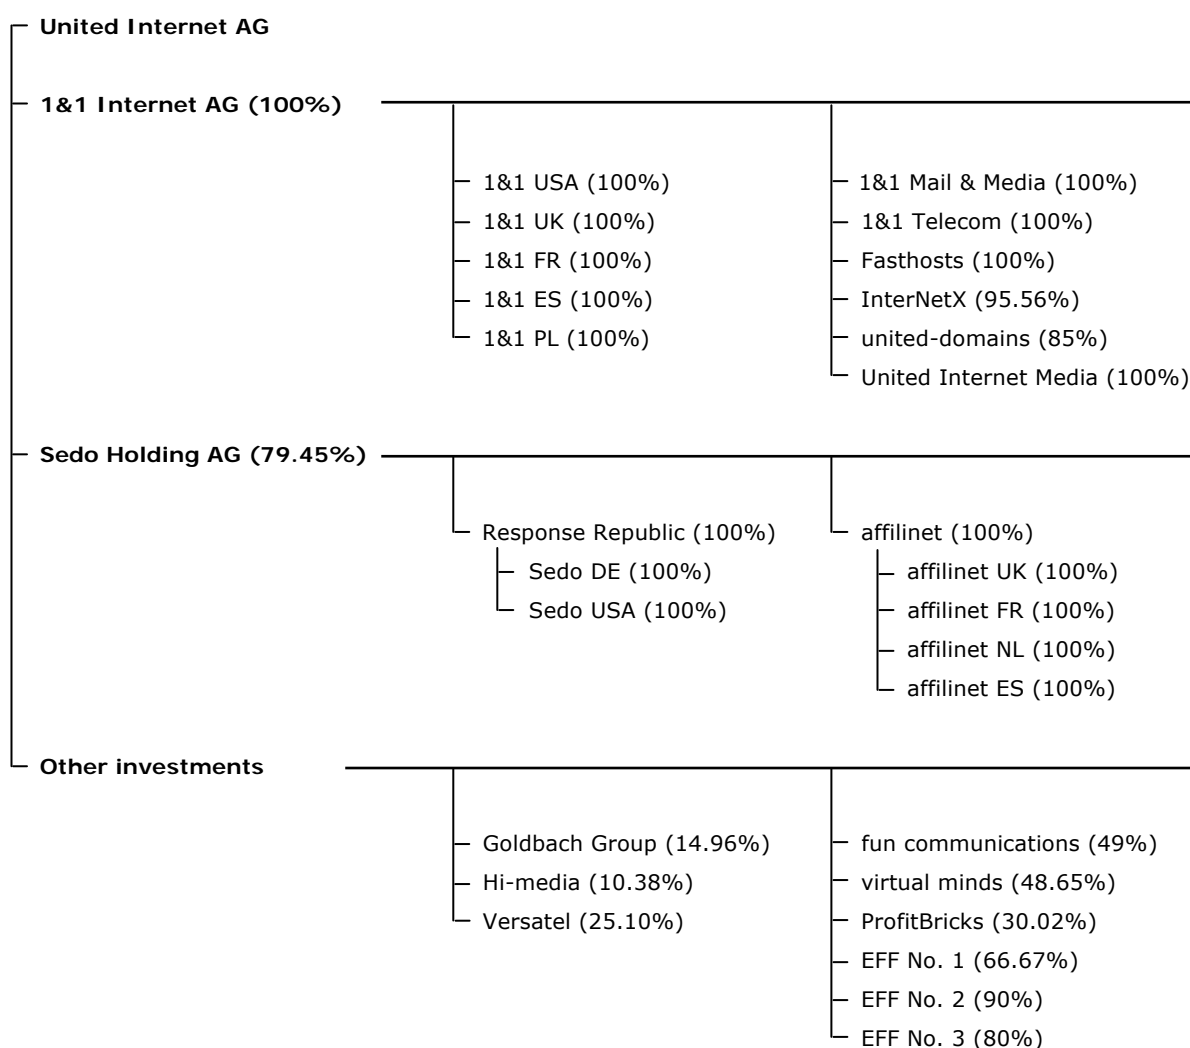 United Internet AG
1&1 Internet AG (100%)
1&1 USA (100%)
1&1 UK (100%)
1&1 FR (100%)
1&1 ES (100%)
1&1 PL (100%)
1&1 Mail & Media (100%)
1&1 Telecom (100%)
Fasthosts (100%)
InterNetX (95.56%)
united-domains (85%)
United Internet Media (100%)
Sedo Holding AG (79.45%)
Response Republic (100%)
Sedo DE (100%)
Sedo USA (100%)
affilinet (100%)
affilinet UK (100%)
affilinet FR (100%)
affilinet NL (100%)
affilinet ES (100%)
Other investments
Goldbach Group (14.96%)
Hi-media (10.38%)
Versatel (25.10%)
fun communications (49%)
virtual minds (48.65%)
ProfitBricks (30.02%)
EFF No. 1 (66.67%)
EFF No. 2 (90%)
EFF No. 3 (80%)